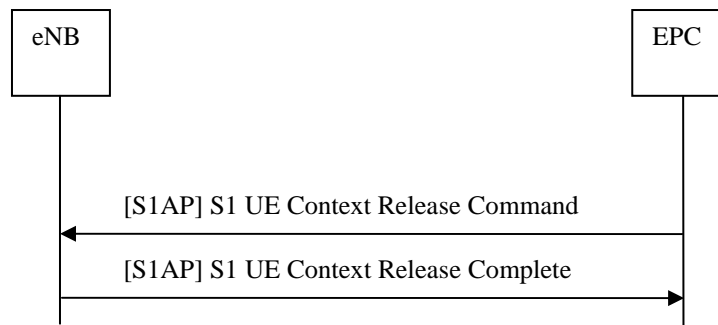 eNB
EPC
[S1AP] S1 UE Context Release Command
[S1AP] S1 UE Context Release Complete